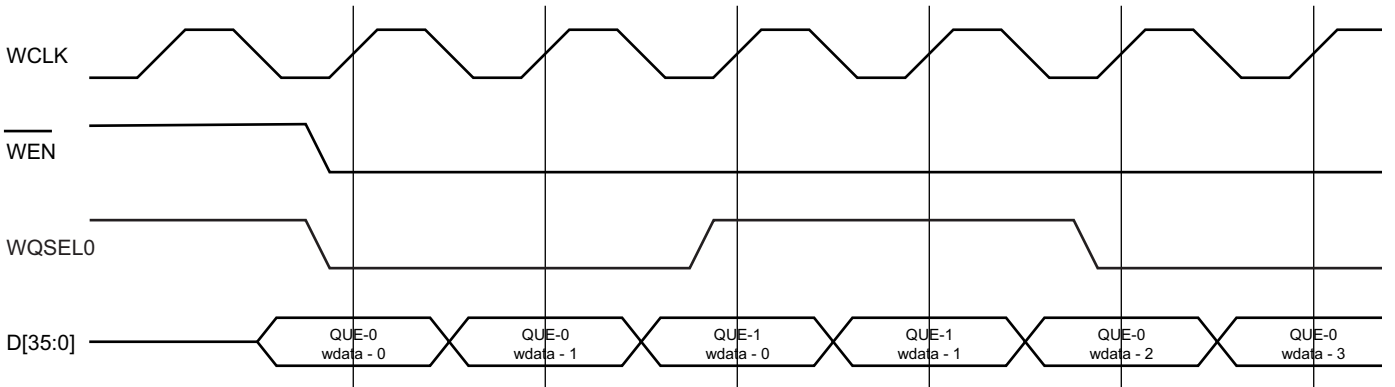 WCLK
WEN
WQSEL0
D[35:0]
QUE-0
wdata - 0
QUE-0
wdata - 1
QUE-1
wdata - 0
QUE-1
wdata - 1
QUE-0
wdata - 2
QUE-0
wdata - 3